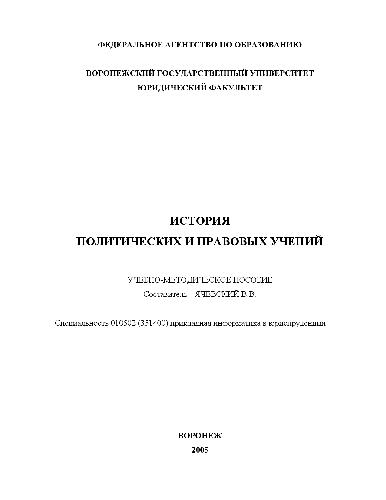 ФЕДЕРАЛЬНОЕ АГЕНТСТВО ПО ОБРАЗОВАНИЮ
ВОРОНЕЖСКИЙ ГОСУДАРСТВЕННЫЙ УНИВЕРСИТЕТ
ЮРИДИЧЕСКИЙ ФАКУЛЬТЕТ
ИСТОРИЯ
ПОЛИТИЧЕСКИХ И ПРАВОВЫХ УЧЕНИЙ
УЧЕБНО-МЕТОДИЧЕСКОЕ ПОСОБИЕ
Составитель – ЯЧЕВСКИЙ В.В.
Специальность 010502 (351400) прикладная информатика в юриспруденции
ВОРОНЕЖ
2005